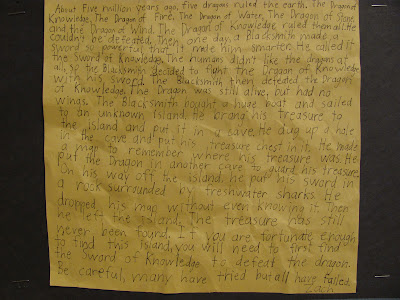 About five million years ago, five dragons ruled the earth, The Dragon of
Knowledge, The Dragon of Fire, The Dragon of Water, The Dragon of Stone,
and the Dragon of Wind. The Dragon of Knowledge ruled them all. He
couldn't be defeated. Then one day a Blacksmith made a
sword so powerful that it made him smarter. He called it
the Sword of Knowledge. The humans didn't like the dragons at
all, so the Blacksmith decided to fight the Dragon of Knowledge
with his sword. The Blacksmith then defeated the Dragon
of Knowledge. The Dragon was still alive, but had no
wings. The Blacksmith bought a huge boat and sailed
to an unknown Island. He brang his treasure to
the island and put it in a cave. He dug up a hole
in the cave and put his treasure chest in it. He made
a map to remember where his treasure was. He
put the Dragon in another cave to guard his treasure.
On his way off the island, he put his sword in
a rock surrounded by freshwater sharks. He
dropped his map without even knowing it. Then
he left the island. The treasure has still
never been found. If you are fortunate enough
to find this Island, you will need to first find
the Sword of Knowledge to defeat the dragon.
Be careful, many have tried but all have failed.
Zach